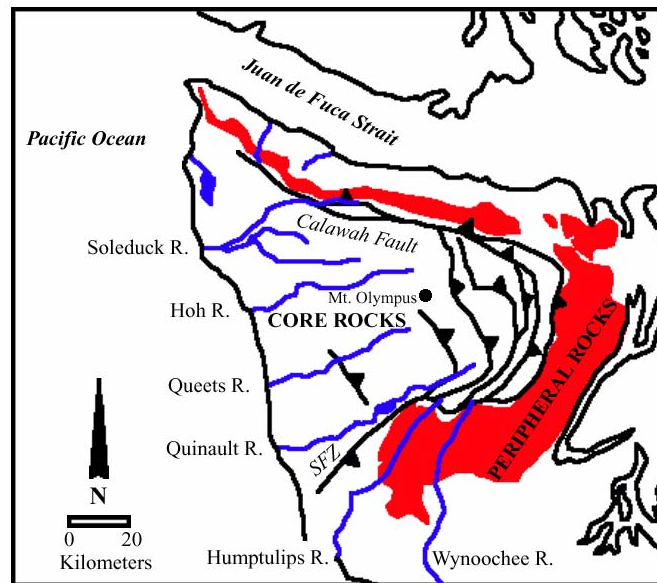 Juan de Fuca Strait
Pacific Ocean
Calawah Fault
Soleduck R.
Mt. Olympus
Hoh R.
CORE ROCKS
PERIPHERAL ROCKS
Queets R.
Quinault R.
SFZ
N
0 20
Kilometers
Humptulips R.
Wynoochee R.